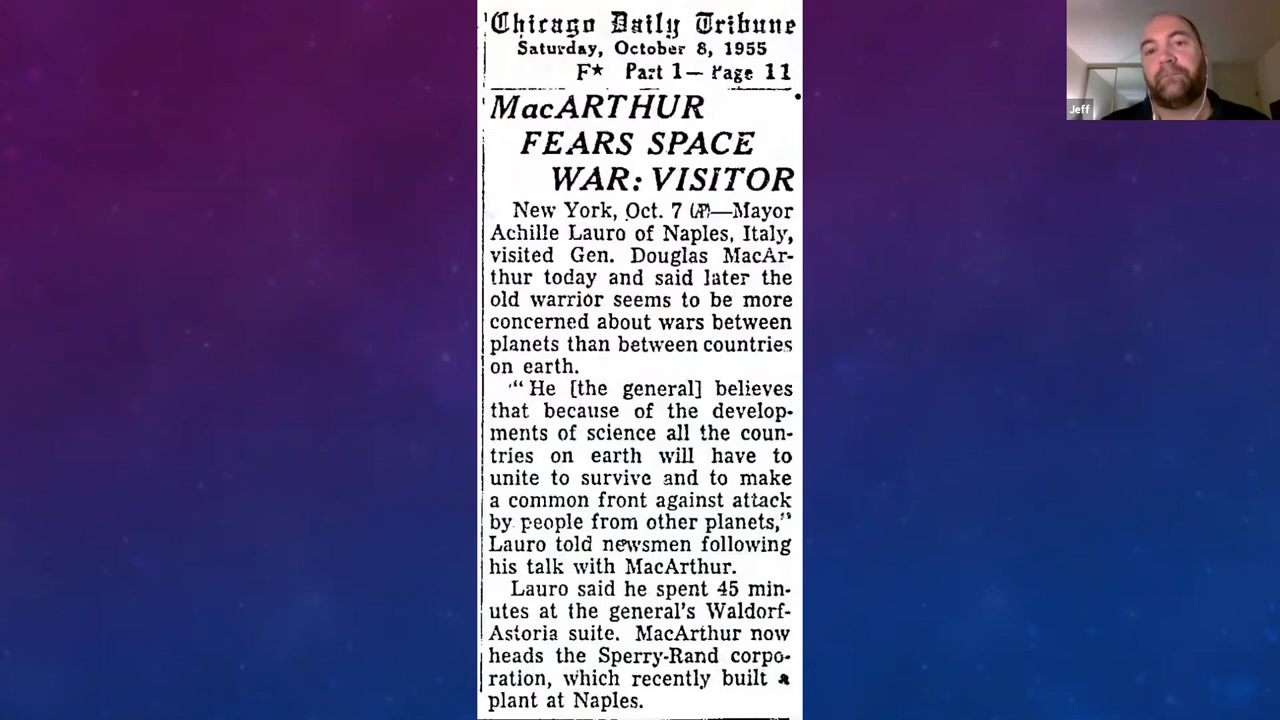 Chicago Daily Tribune
Saturday, October 8, 1955
F★ Part 1— Page 11
MacARTHUR
FEARS SPACE
WAR: VISITOR
New York, Oct. 7 (AP)—Mayor
Achille Lauro of Naples, Italy,
visited Gen. Douglas MacAr-
thur today and said later the
old warrior seems to be more
concerned about wars between
planets than between countries
on earth.
“ He [the general] believes
that because of the develop-
ments of science all the coun-
tries on earth will have to
unite to survive and to make
a common front against attack
by people from other planets,”
Lauro told newsmen following
his talk with MacArthur.
Lauro said he spent 45 min-
utes at the general's Waldorf-
Astoria suite. MacArthur now
heads the Sperry-Rand corpo-
ration, which recently built a
plant at Naples.
Jeff